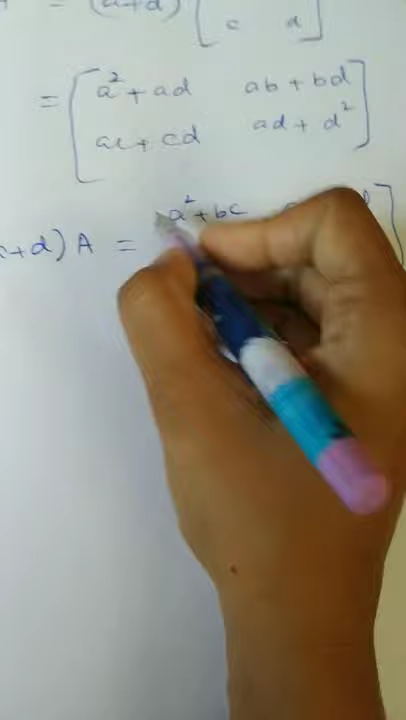 = (a+d) [
c d ]
= [ a² + ad ab + bd
ac + cd ad + d² ]
+d) A = a² + bc ]